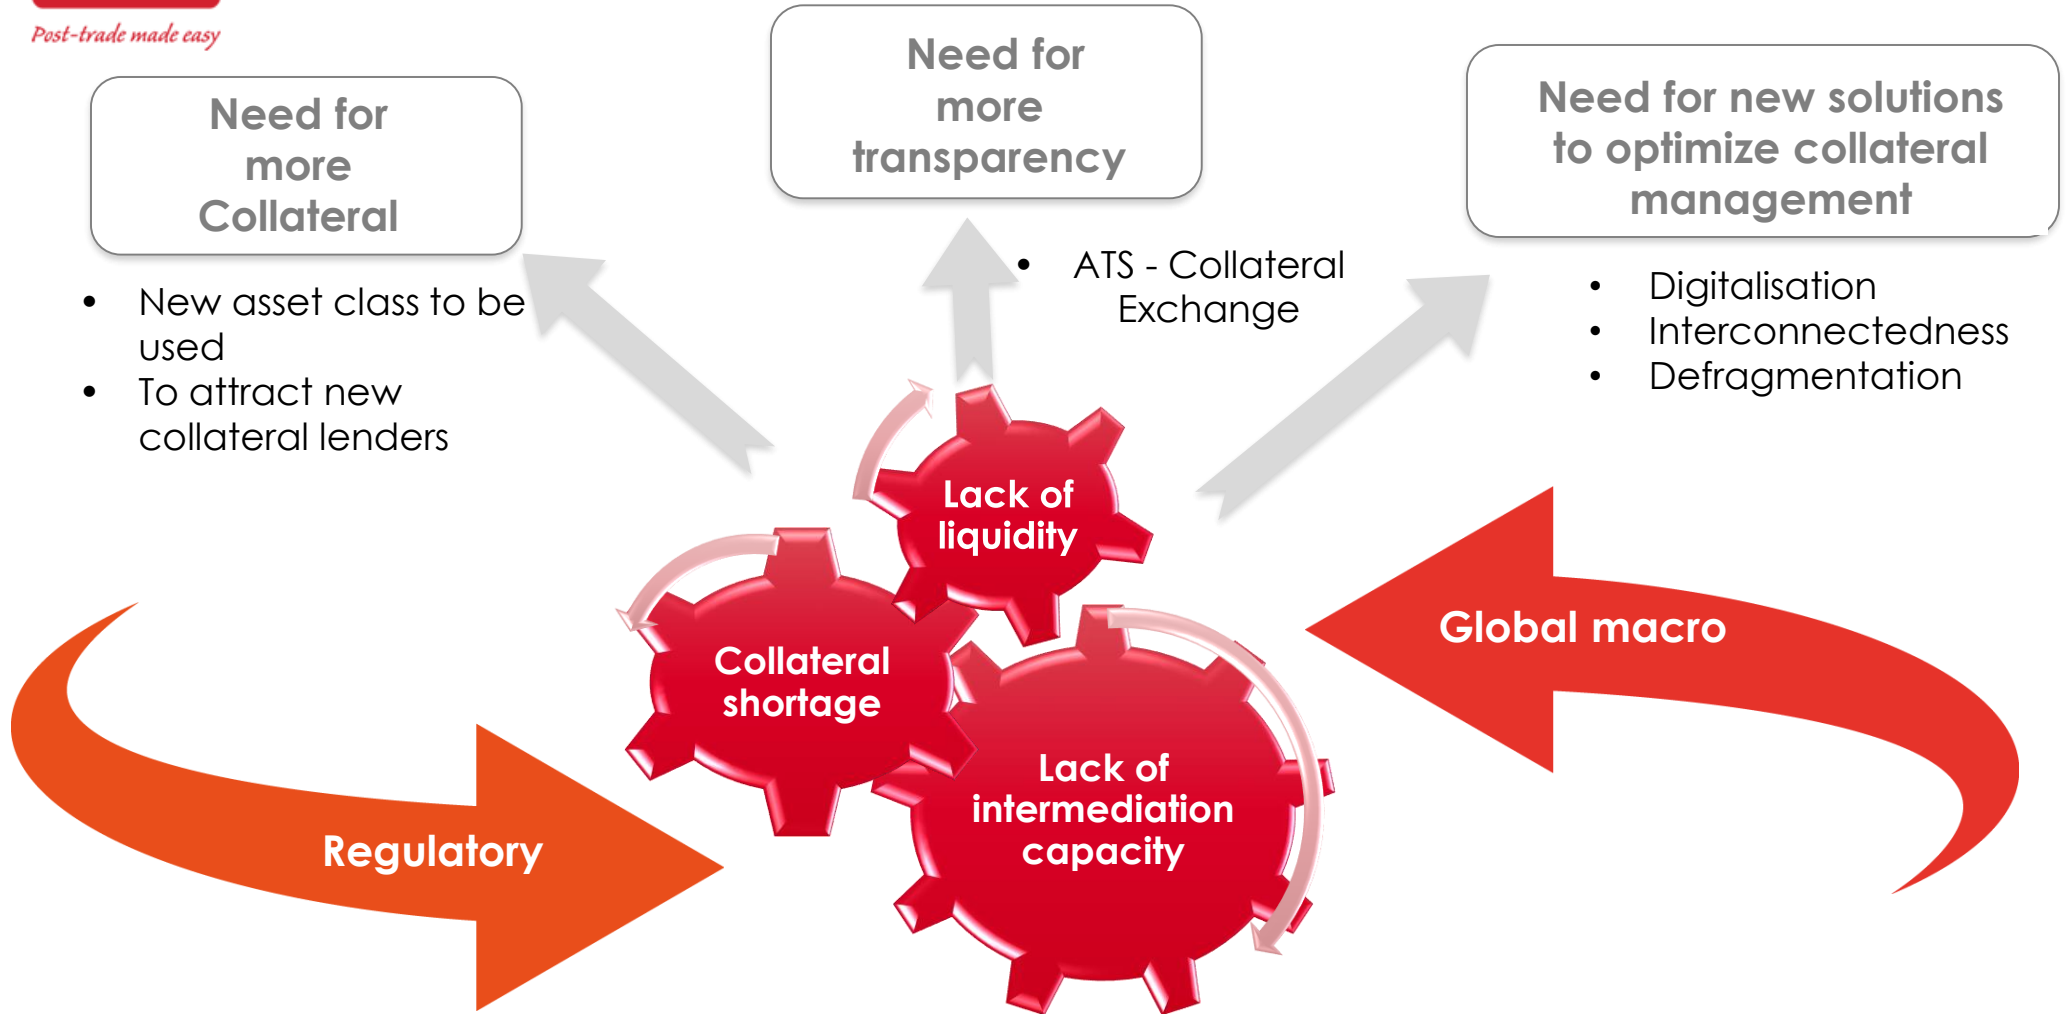 Post-trade made easy
Need for
more
Collateral
• New asset class to be
used
• To attract new
collateral lenders
Need for
more
transparency
• ATS - Collateral
Exchange
Need for new solutions
to optimize collateral
management
• Digitalisation
• Interconnectedness
• Defragmentation
Lack of
liquidity
Collateral
shortage
Lack of
intermediation
capacity
Global macro
Regulatory